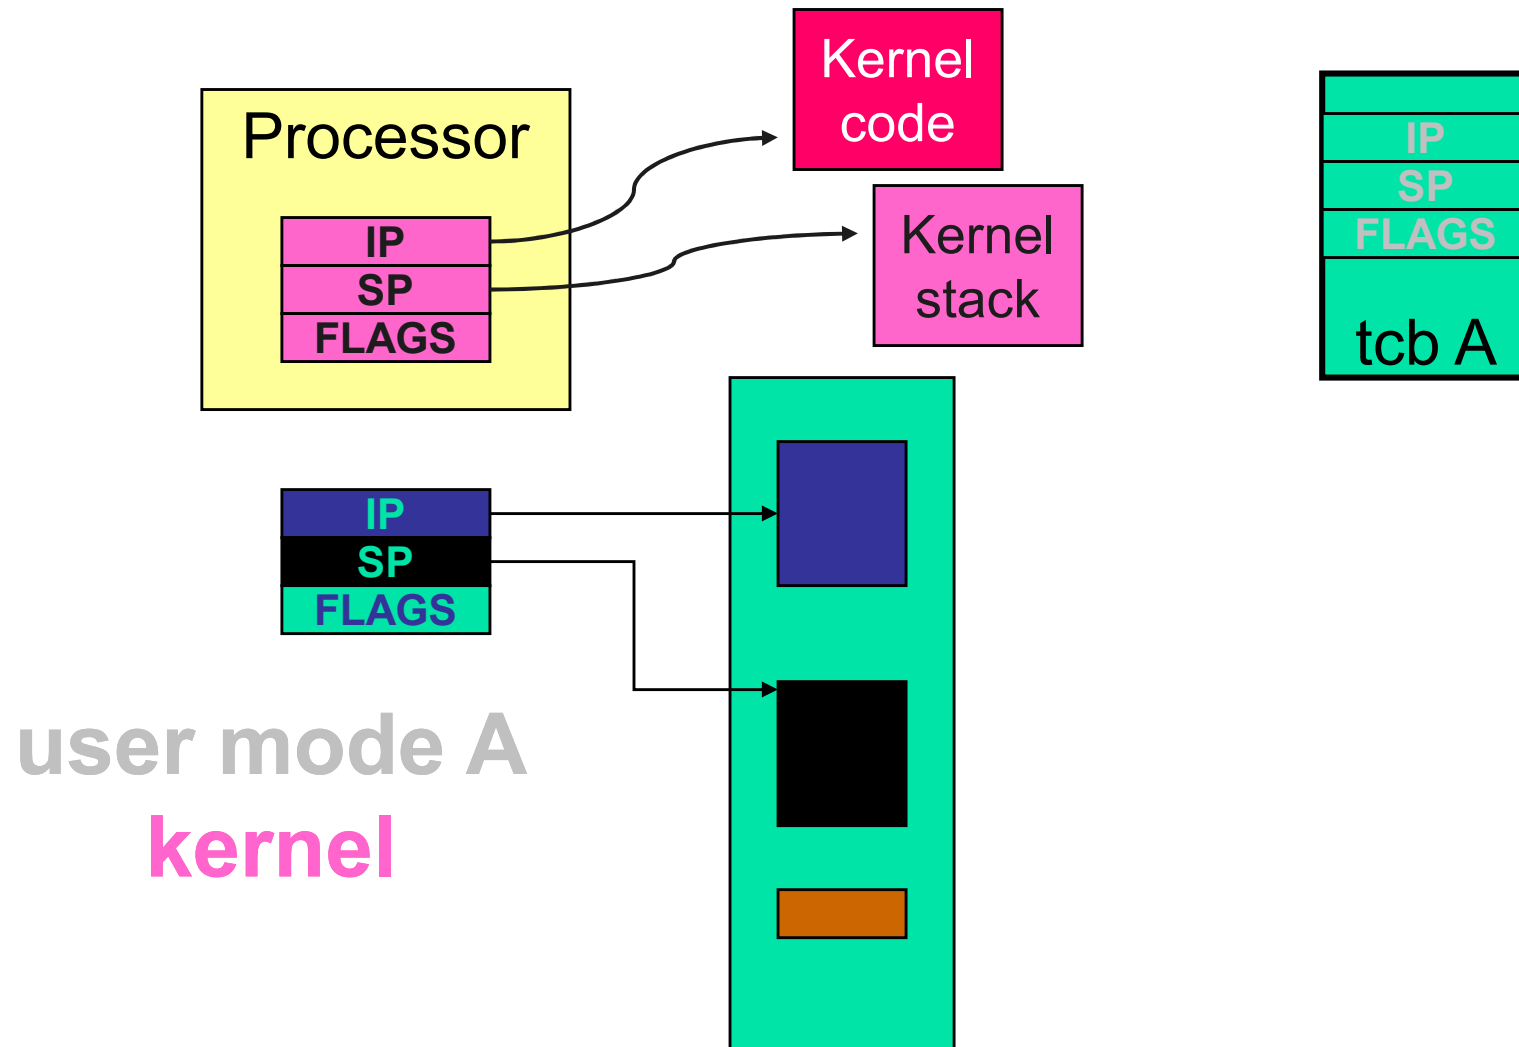 Kernel
code
Processor
IP
SP
FLAGS
Kernel
stack
IP
SP
FLAGS
tcb A
IP
SP
FLAGS
user mode A
kernel